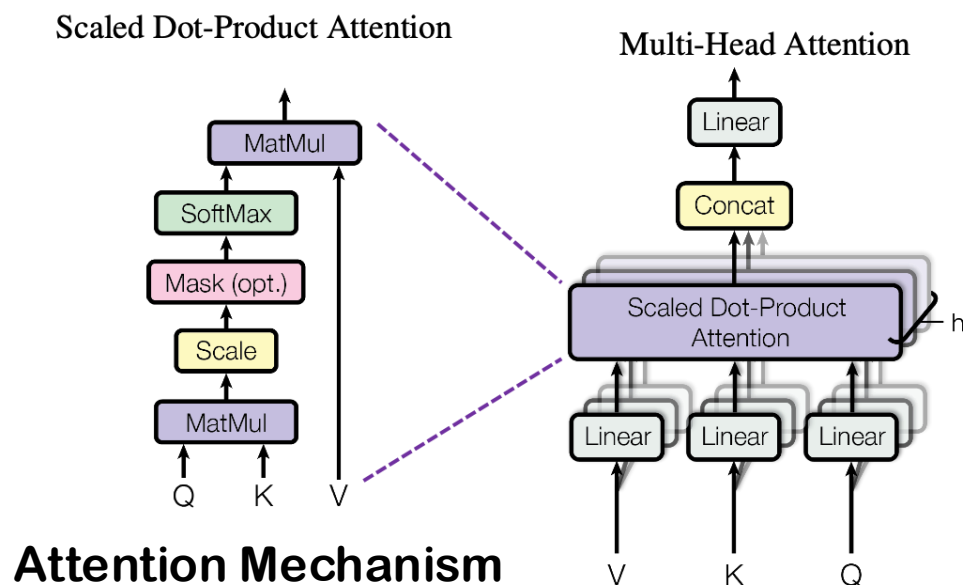 Scaled Dot-Product Attention
MatMul
SoftMax
Mask (opt.)
Scale
MatMul
Q K V
Multi-Head Attention
Linear
Concat
Scaled Dot-Product
Attention
h
Linear Linear Linear
V K Q
Attention Mechanism